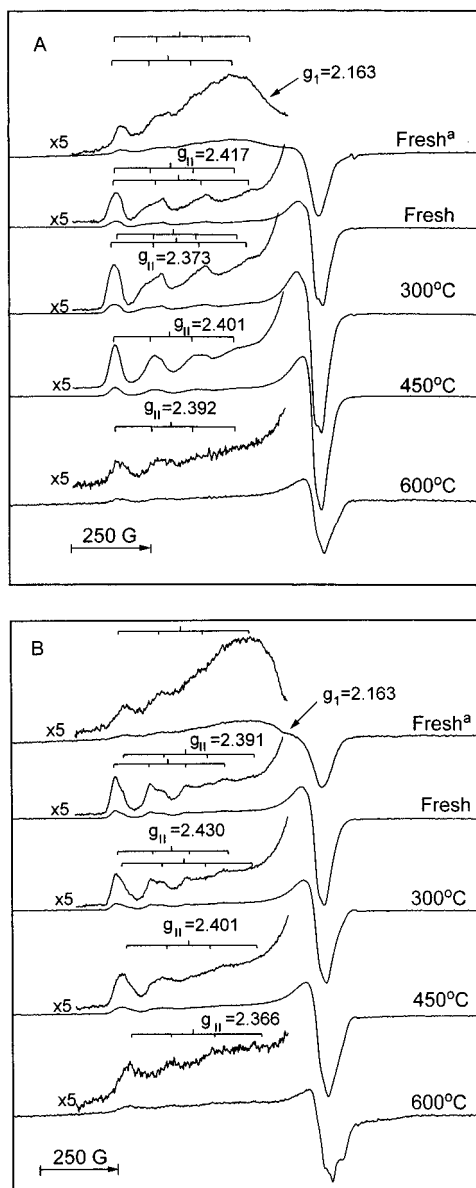 A
g₁=2.163
x5
Freshᵃ
g||=2.417
x5
Fresh
g||=2.373
x5
300°C
g||=2.401
x5
450°C
g||=2.392
x5
600°C
250 G
B
g₁=2.163
x5
Freshᵃ
g||=2.391
x5
Fresh
g||=2.430
x5
300°C
g||=2.401
x5
450°C
g||=2.366
x5
600°C
250 G